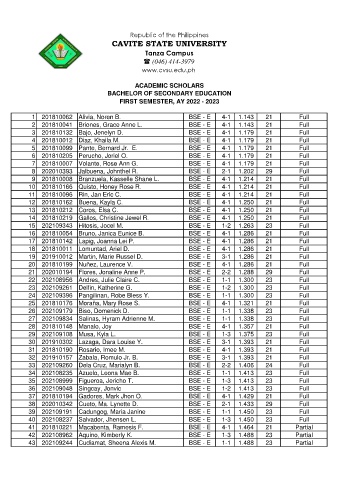 Republic of the Philippines
CAVITE STATE UNIVERSITY
Tanza Campus
☎ (046) 414-3979
www.cvsu.edu.ph
ACADEMIC SCHOLARS
BACHELOR OF SECONDARY EDUCATION
FIRST SEMESTER, AY 2022 - 2023
1 201810062 Alivia, Noren B. BSE - E 4-1 1.143 21 Full
2 201810041 Briones, Grace Anne L. BSE - E 4-1 1.143 21 Full
3 201810132 Bajo, Jenelyn D. BSE - E 4-1 1.179 21 Full
4 201810012 Diaz, Khaila M BSE - E 4-1 1.179 21 Full
5 201810099 Pante, Bernard Jr. E. BSE - E 4-1 1.179 21 Full
6 201810205 Perucho, Joriel O. BSE - E 4-1 1.179 21 Full
7 201810007 Volante, Rosa Ann G. BSE - E 4-1 1.179 21 Full
8 202010393 Jalbuena, Johnthel R. BSE - E 2-1 1.202 29 Full
9 201810008 Branzuela, Kasselle Shane L. BSE - E 4-1 1.214 21 Full
10 201810166 Quisto, Honey Rose R. BSE - E 4-1 1.214 21 Full
11 201810096 Rin, Jan Eric C. BSE - E 4-1 1.214 21 Full
12 201810162 Buena, Kayla C BSE - E 4-1 1.250 21 Full
13 201810212 Coros, Elsa C. BSE - E 4-1 1.250 21 Full
14 201810219 Gallos, Christine Jewel R. BSE - E 4-1 1.250 21 Full
15 202109343 Hitosis, Jocel M. BSE - E 1-2 1.263 23 Full
16 201810054 Bruno, Janica Eunice B. BSE - E 4-1 1.286 21 Full
17 201810142 Lapig, Joanna Lei P. BSE - E 4-1 1.286 21 Full
18 201810011 Lomuntad, Ariel D. BSE - E 4-1 1.286 21 Full
19 201910012 Martin, Marie Russel D. BSE - E 3-1 1.286 21 Full
20 201810199 Nuñez, Laurence V. BSE - E 4-1 1.286 21 Full
21 202010194 Flores, Jonaline Anne P. BSE - E 2-2 1.288 29 Full
22 202108956 Andres, Julie Claire C. BSE - E 1-1 1.300 23 Full
23 202109261 Delfin, Katherine G. BSE - E 1-2 1.300 23 Full
24 202109396 Pangilinan, Robe Bless Y. BSE - E 1-1 1.300 23 Full
25 201810176 Moraña, Mary Rose S. BSE - E 4-1 1.321 21 Full
26 202109179 Biso, Domenick D. BSE - E 1-1 1.338 23 Full
27 202109834 Salinas, Hyram Adrienne M. BSE - E 1-1 1.338 23 Full
28 201810148 Manalo, Joy BSE - E 4-1 1.357 21 Full
29 202109108 Musa, Kyla L. BSE - E 1-3 1.375 23 Full
30 201910302 Lazaga, Dara Louise Y. BSE - E 3-1 1.393 21 Full
31 201810190 Rosario, Imee M. BSE - E 4-1 1.393 21 Full
32 201910157 Zabala, Romulo Jr. B. BSE - E 3-1 1.393 21 Full
33 202109260 Dela Cruz, Marialyn B. BSE - E 2-2 1.406 24 Full
34 202108235 Azuelo, Leona Mae B. BSE - E 1-1 1.413 23 Full
35 202108999 Figueroa, Jericho T. BSE - E 1-3 1.413 23 Full
36 202109048 Singcay, Jonvic BSE - E 1-2 1.413 23 Full
37 201810194 Gadores, Mark Jhon O. BSE - E 4-1 1.429 21 Full
38 202010342 Cueto, Ma. Lynette D. BSE - E 2-1 1.433 29 Full
39 202109191 Cadungog, Maria Janine BSE - E 1-1 1.450 23 Full
40 202108237 Salvador, Jhenson L. BSE - E 1-3 1.450 23 Full
41 201810221 Macabenta, Ramesis F. BSE - E 4-1 1.464 21 Partial
42 202108962 Aquino, Kimberly K. BSE - E 1-3 1.488 23 Partial
43 202109244 Cudiamat, Sheena Alexis M. BSE - E 1-1 1.488 23 Partial